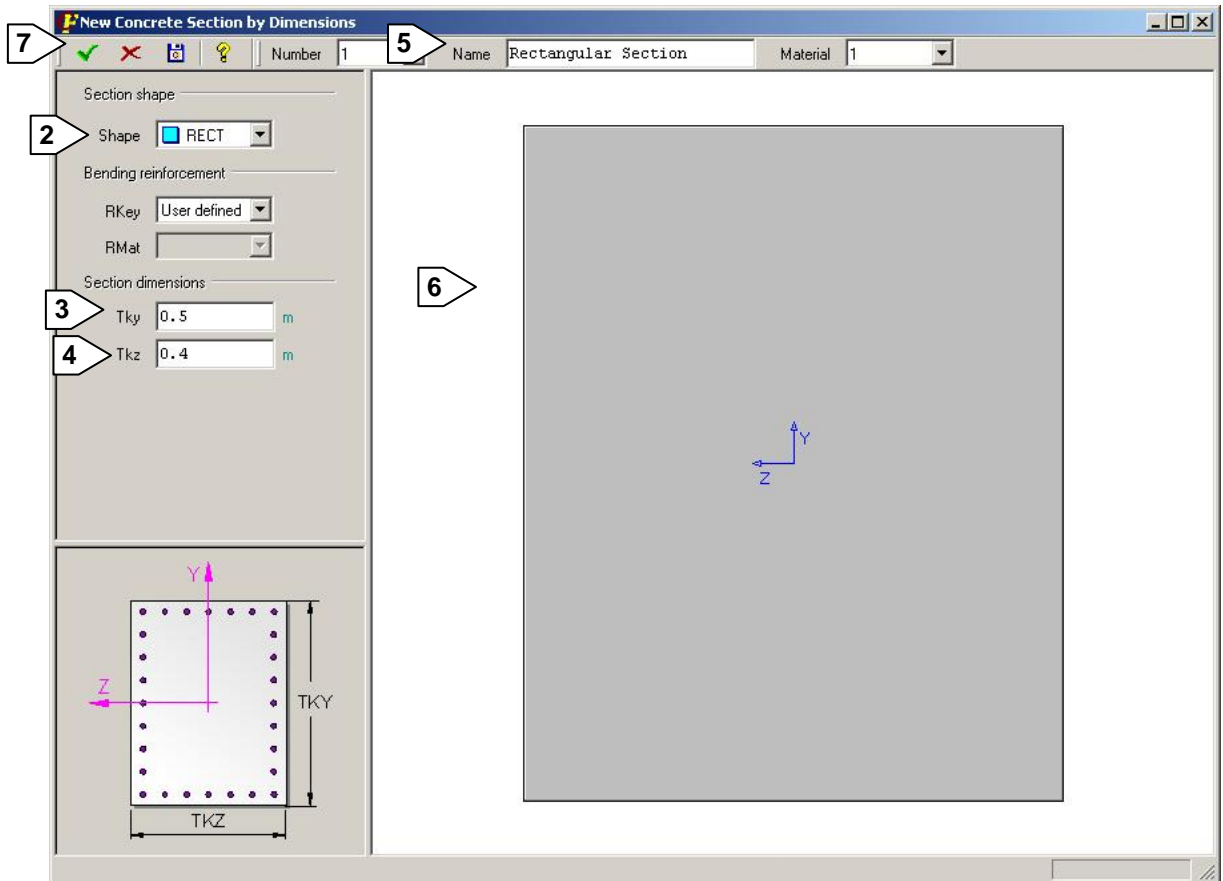 New Concrete Section by Dimensions
7
Number 1
5
Name Rectangular Section
Material 1
Section shape
2
Shape RECT
Bending reinforcement
RKey User defined
RMat
Section dimensions
3
Tky 0.5 m
4
Tkz 0.4 m
6
Y
Z
Y
Z
TKY
TKZ